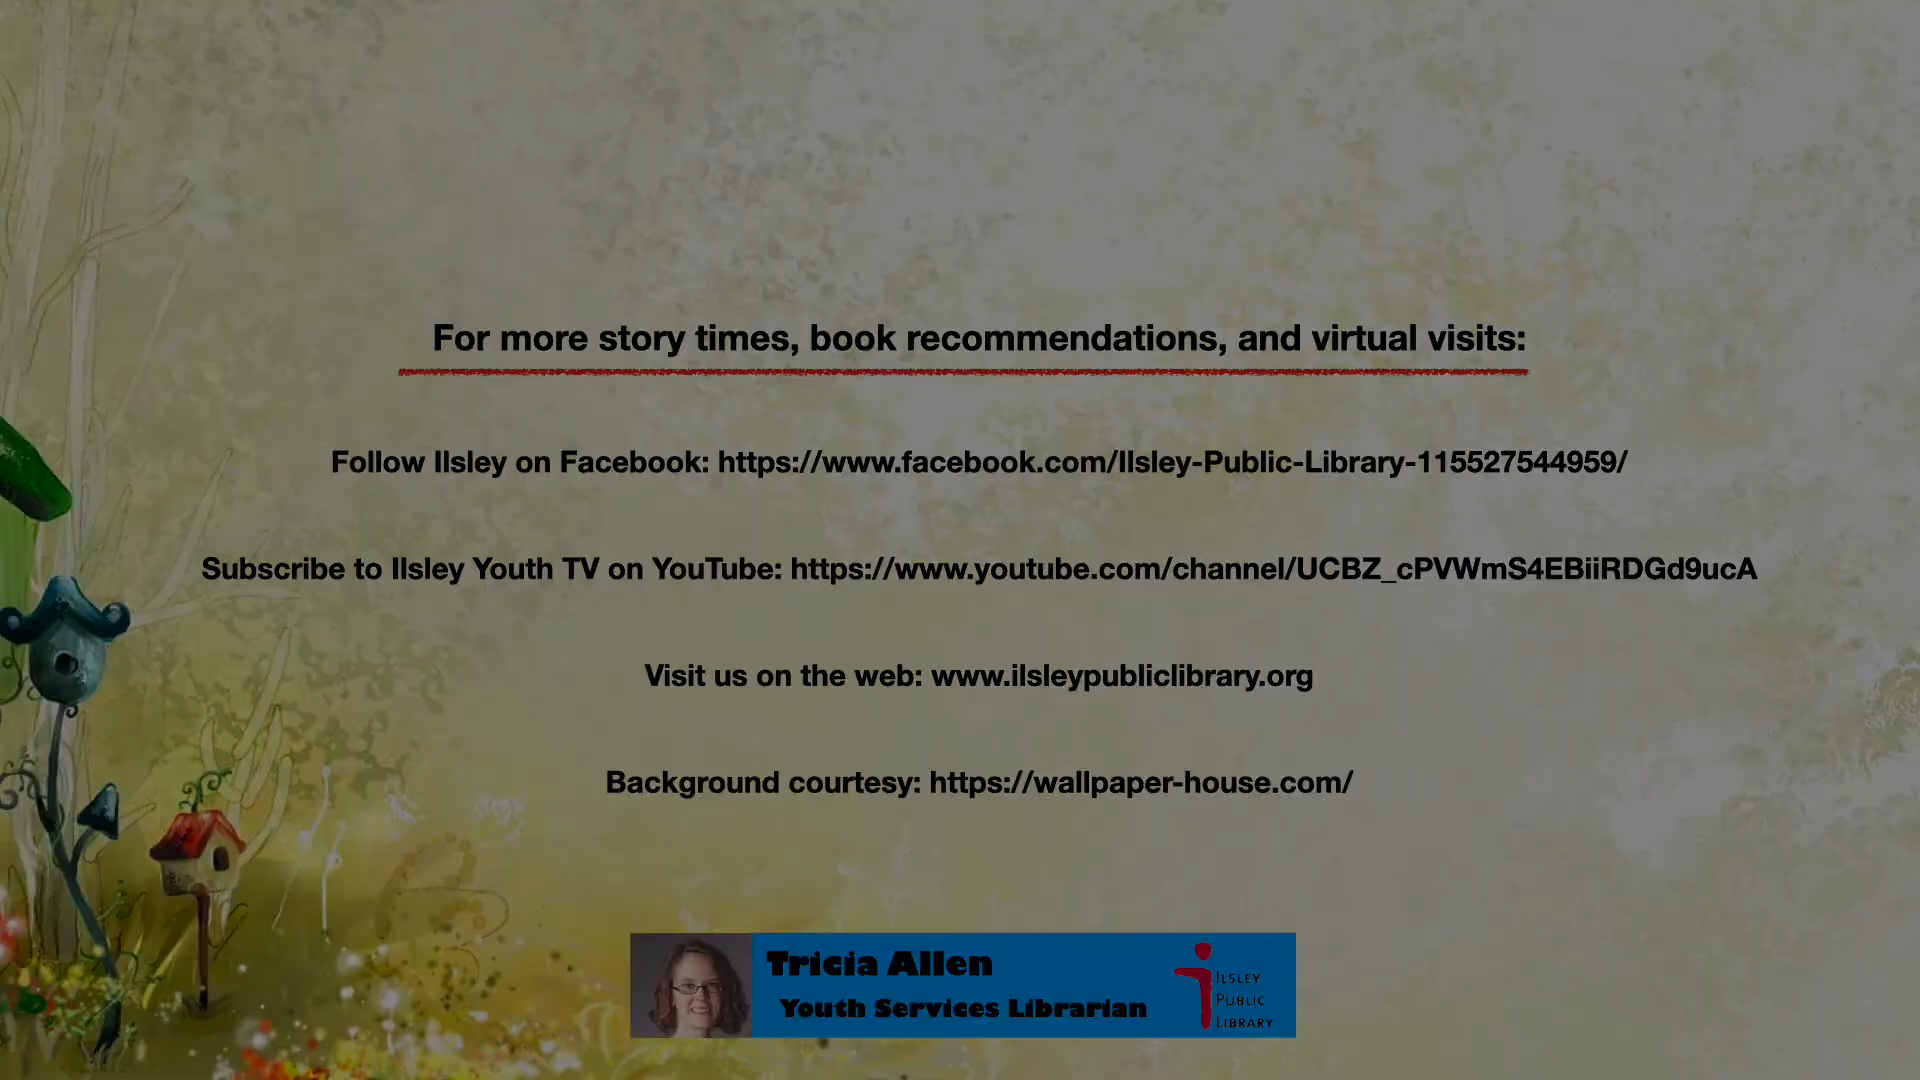 For more story times, book recommendations, and virtual visits:
Follow Ilsley on Facebook: https://www.facebook.com/Ilsley-Public-Library-115527544959/
Subscribe to Ilsley Youth TV on YouTube: https://www.youtube.com/channel/UCBZ_cPVWmS4EBiiRDGd9ucA
Visit us on the web: www.ilsleypubliclibrary.org
Background courtesy: https://wallpaper-house.com/
Tricia Allen
Youth Services Librarian
ILSLEY
PUBLIC
LIBRARY